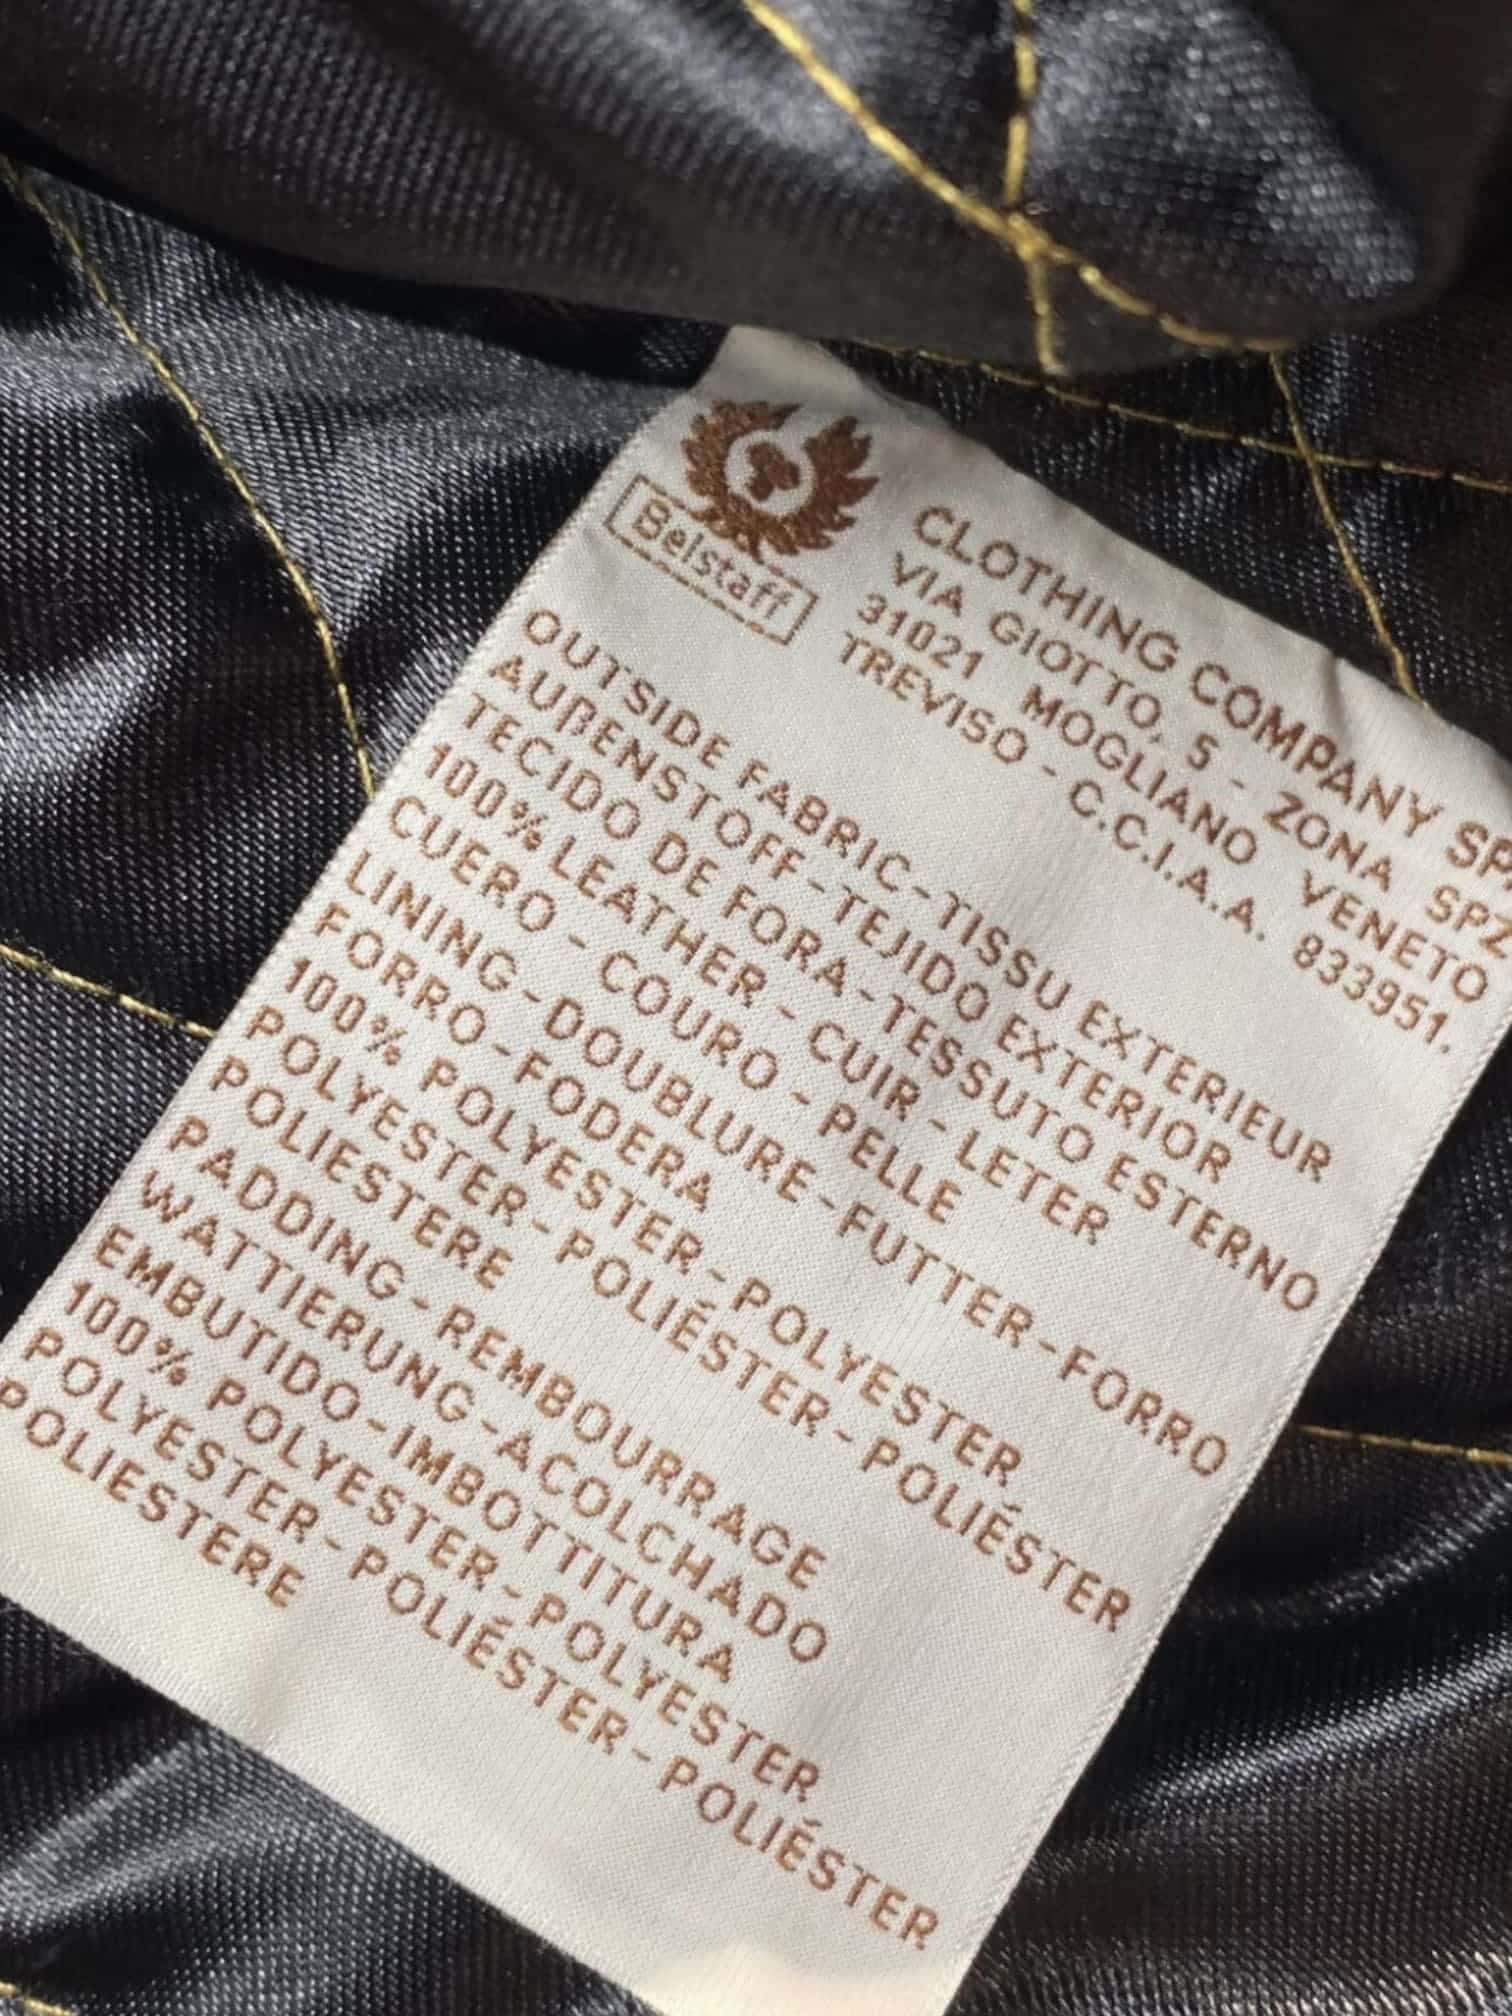 Belstaff
CLOTHING COMPANY SP
VIA GIOTTO, 5 - ZONA SPZ
31021 MOGLIANO VENETO
TREVISO - C.C.I.A.A. 833951.
OUTSIDE FABRIC-TISSU EXTERIEUR
AUßENSTOFF-TEJIDO EXTERIOR
TECIDO DE FORA-TESSUTO ESTERNO
100% LEATHER - CUIR - LETER
CUERO - COURO - PELLE
LINING-DOUBLURE-FUTTER-FORRO
FORRO-FODERA
100% POLYESTER-POLYESTER
POLYESTER-POLIÉSTER-POLIÉSTER
POLIESTERE
PADDING-REMBOURRAGE
WATTIERUNG-ACOLCHADO
EMBUTIDO-IMBOTTITURA
100% POLYESTER-POLYESTER
POLYESTER-POLIÉSTER-POLIÉSTER
POLIESTERE